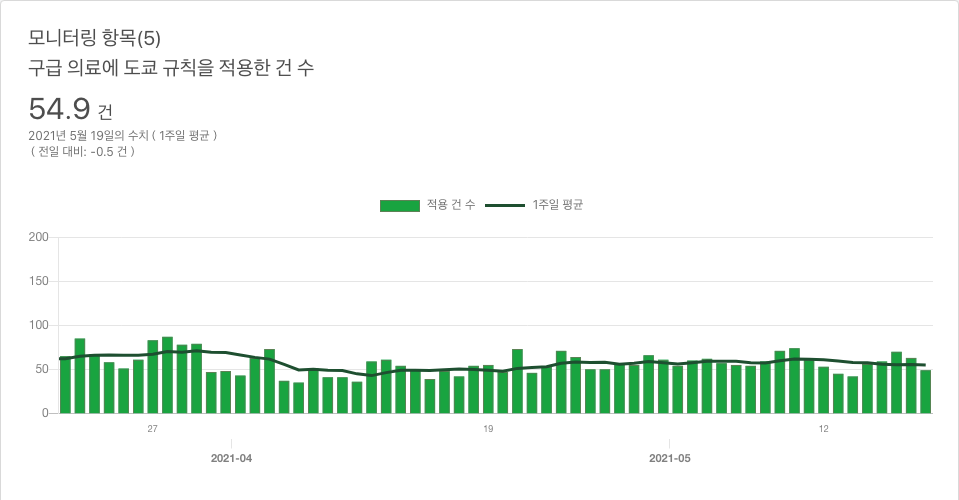 모니터링 항목(5)
구급 의료에 도쿄 규칙을 적용한 건 수
54.9 건
2021년 5월 19일의 수치 ( 1주일 평균 )
( 전일 대비: -0.5 건 )
적용 건 수 1주일 평균
200
150
100
50
0
27 19 12
2021-04 2021-05